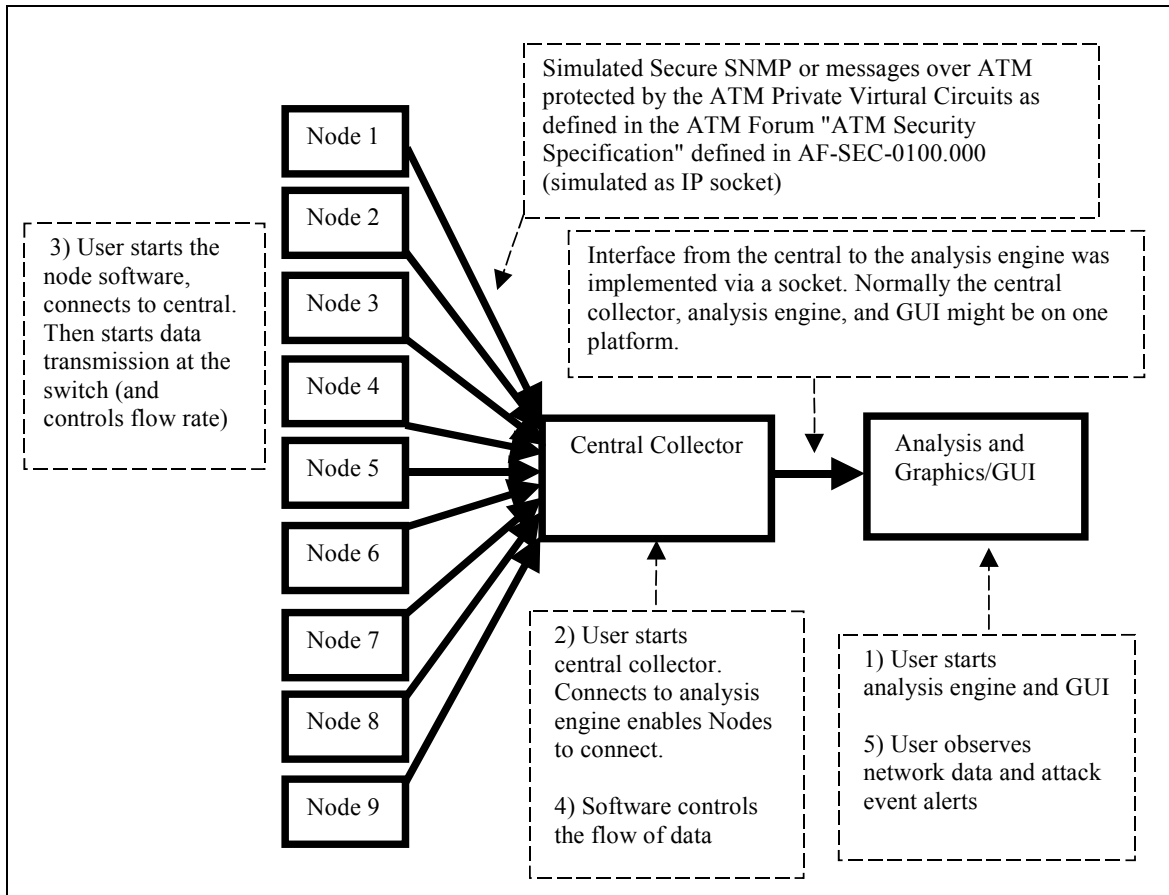 Simulated Secure SNMP or messages over ATM
protected by the ATM Private Virtural Circuits as
defined in the ATM Forum "ATM Security
Specification" defined in AF-SEC-0100.000
(simulated as IP socket)
Node 1
Node 2
Node 3
Node 4
Node 5
Node 6
Node 7
Node 8
Node 9
3) User starts the
node software,
connects to central.
Then starts data
transmission at the
switch (and
controls flow rate)
Interface from the central to the analysis engine was
implemented via a socket. Normally the central
collector, analysis engine, and GUI might be on one
platform.
Central Collector
Analysis and
Graphics/GUI
2) User starts
central collector.
Connects to analysis
engine enables Nodes
to connect.
4) Software controls
the flow of data
1) User starts
analysis engine and GUI
5) User observes
network data and attack
event alerts